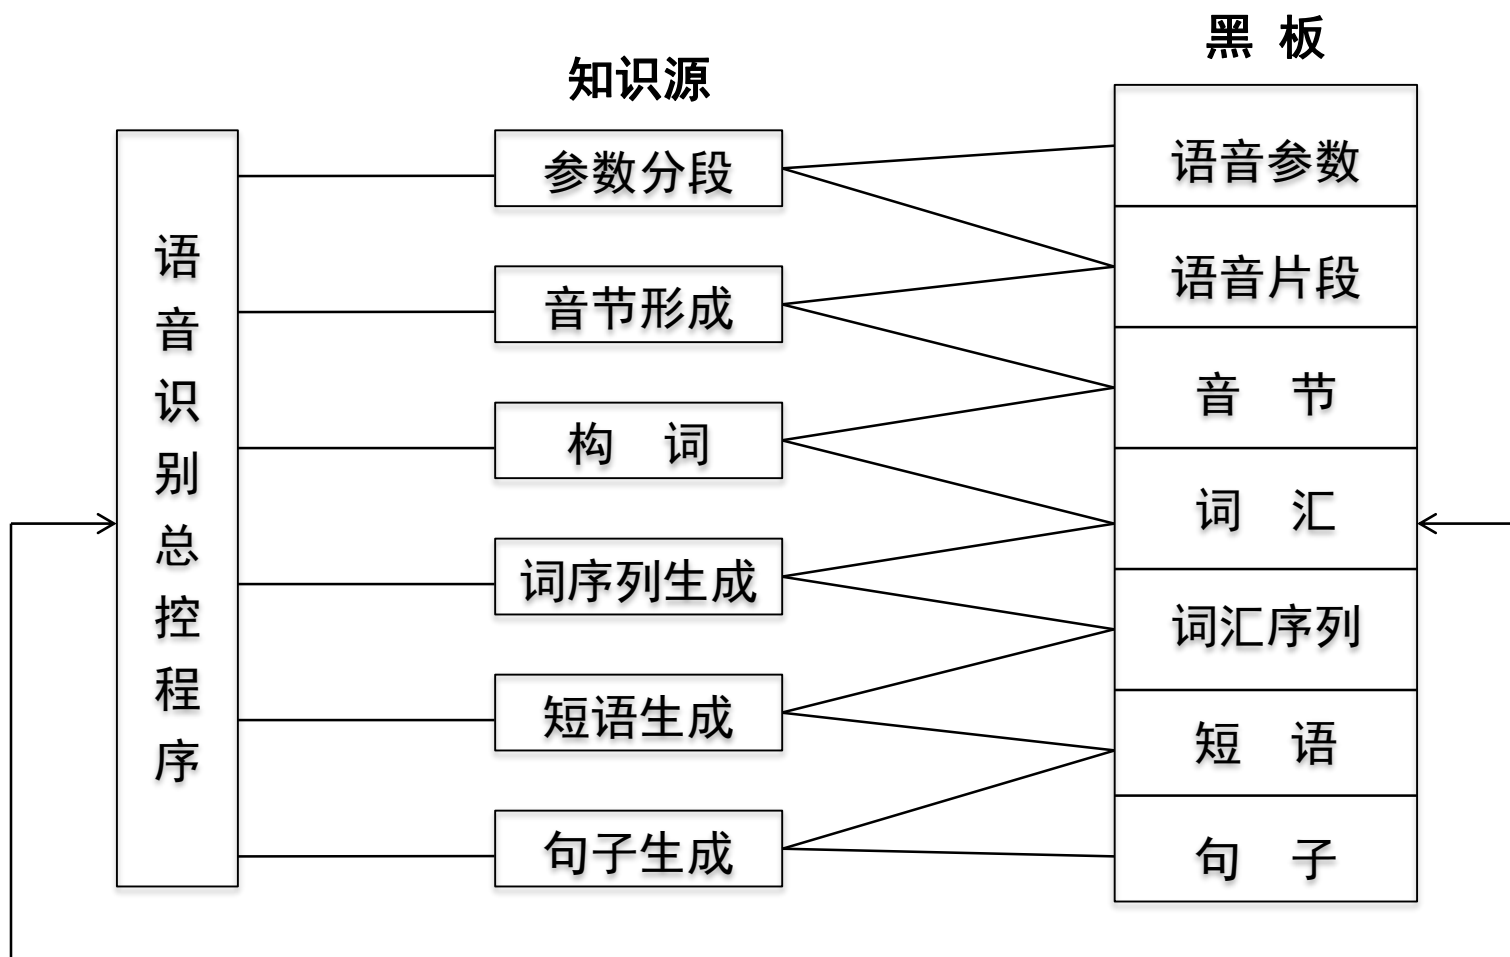 黑 板
知识源
语音识别总控程序
参数分段
音节形成
构 词
词序列生成
短语生成
句子生成
语音参数
语音片段
音 节
词 汇
词汇序列
短 语
句 子